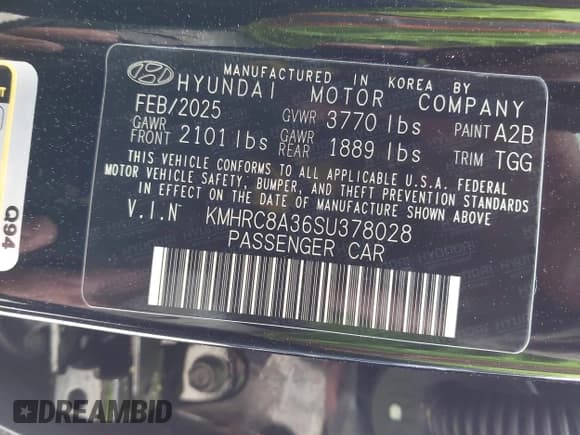 MANUFACTURED IN KOREA BY
HYUNDAI MOTOR COMPANY
FEB/2025 GVWR 3770 lbs PAINT A2B
GAWR FRONT 2101 lbs GAWR REAR 1889 lbs TRIM TGG
THIS VEHICLE CONFORMS TO ALL APPLICABLE U.S.A. FEDERAL
MOTOR VEHICLE SAFETY, BUMPER, AND THEFT PREVENTION STANDARDS
IN EFFECT ON THE DATE OF MANUFACTURE SHOWN ABOVE
V.I.N KMHRC8A36SU378028
PASSENGER CAR
Q94
DREAMBID